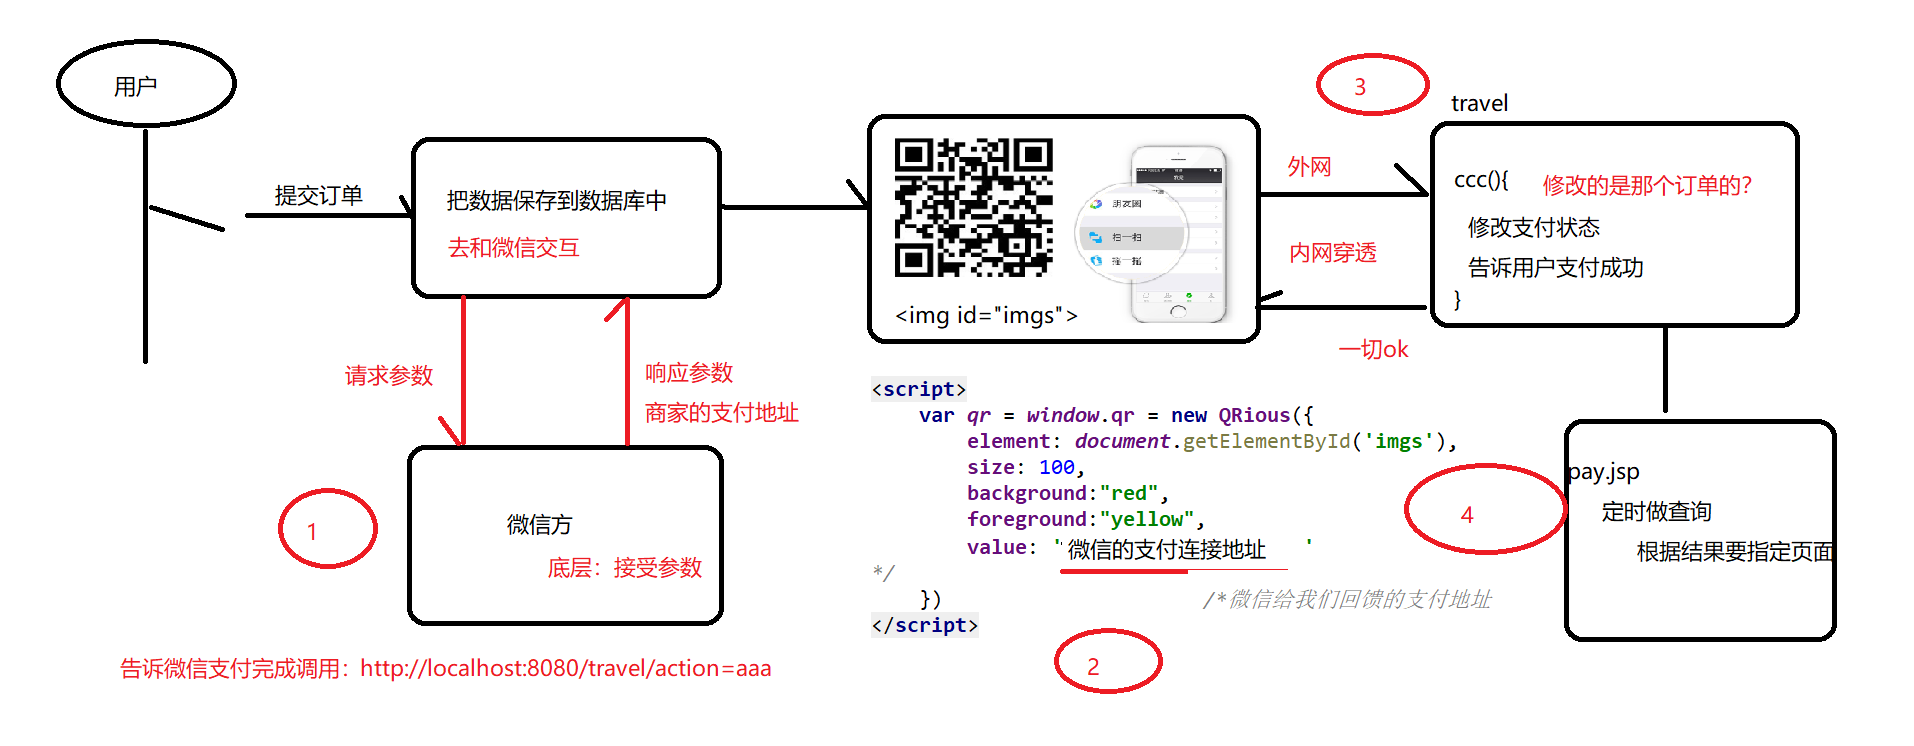 用户
提交订单
把数据保存到数据库中
去和微信交互
请求参数
响应参数
商家的支付地址
1
微信方
底层：接受参数
告诉微信支付完成调用：http://localhost:8080/travel/action=aaa
朋友圈
扫一扫
摇一摇
<img id="imgs">
<script>
var qr = window.qr = new QRious({
element: document.getElementById('imgs'),
size: 100,
background:"red",
foreground:"yellow",
value: '微信的支付连接地址 '
*/
}) /*微信给我们回馈的支付地址
</script>
2
3
外网
内网穿透
一切ok
travel
ccc(){ 修改的是那个订单的?
修改支付状态
告诉用户支付成功
}
4
pay.jsp
定时做查询
根据结果要指定页面